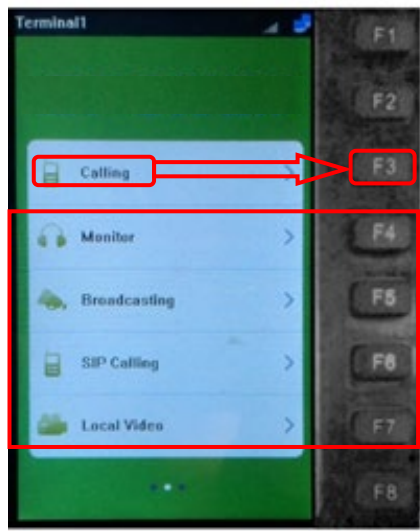 Terminal1
F1
F2
Calling F3
Monitor F4
Broadcasting F5
SIP Calling F6
Local Video F7
F8